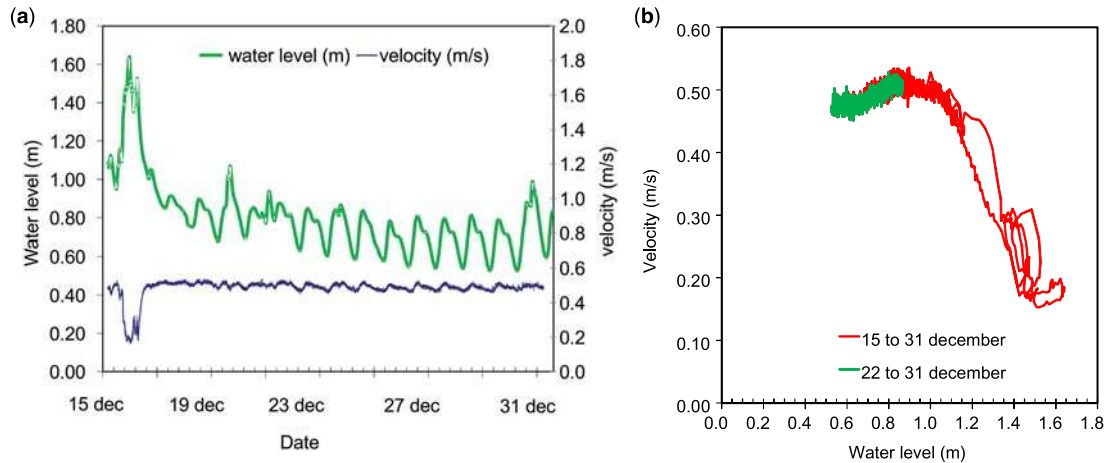 (a)
water level (m)
velocity (m/s)
Water level (m)
1.80
1.60
1.40
1.20
1.00
0.80
0.60
0.40
0.20
0.00
2.0
1.8
1.6
1.4
1.2
1.0
0.8
0.6
0.4
0.2
0.0
velocity (m/s)
15 dec 19 dec 23 dec 27 dec 31 dec
Date
(b)
Velocity (m/s)
0.60
0.50
0.40
0.30
0.20
0.10
0.00
15 to 31 december
22 to 31 december
0.0 0.2 0.4 0.6 0.8 1.0 1.2 1.4 1.6 1.8
Water level (m)